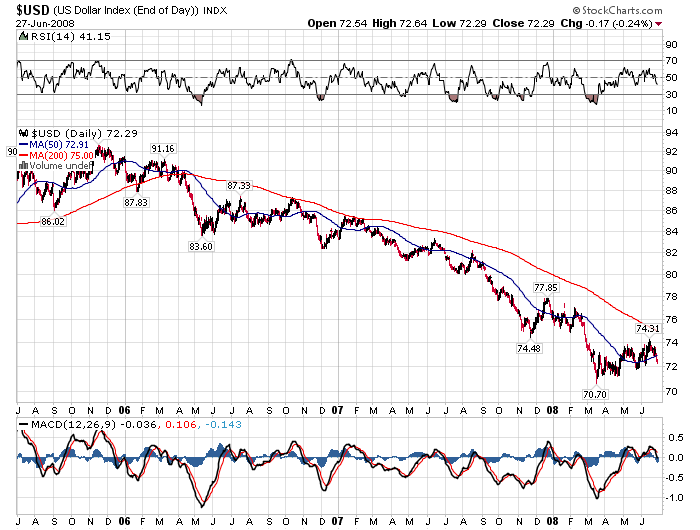 $USD (US Dollar Index (End of Day)) INDX
© StockCharts.com
27-Jun-2008
Open 72.54 High 72.64 Low 72.29 Close 72.29 Chg -0.17 (-0.24%)
RSI(14) 41.15
90
70
50
30
10
$USD (Daily) 72.29
MA(50) 72.91
MA(200) 75.00
Volume undef
94
92
90
88
86
84
82
80
78
76
74
72
70
90
86.02
87.83
91.16
83.60
87.33
74.48
77.85
70.70
74.31
J A S O N D 06 F M A M J J A S O N D 07 F M A M J J A S O N D 08 F M A M J
MACD(12,26,9) -0.036, 0.106, -0.143
0.5
0.0
-0.5
-1.0
J A S O N D 06 F M A M J J A S O N D 07 F M A M J J A S O N D 08 F M A M J